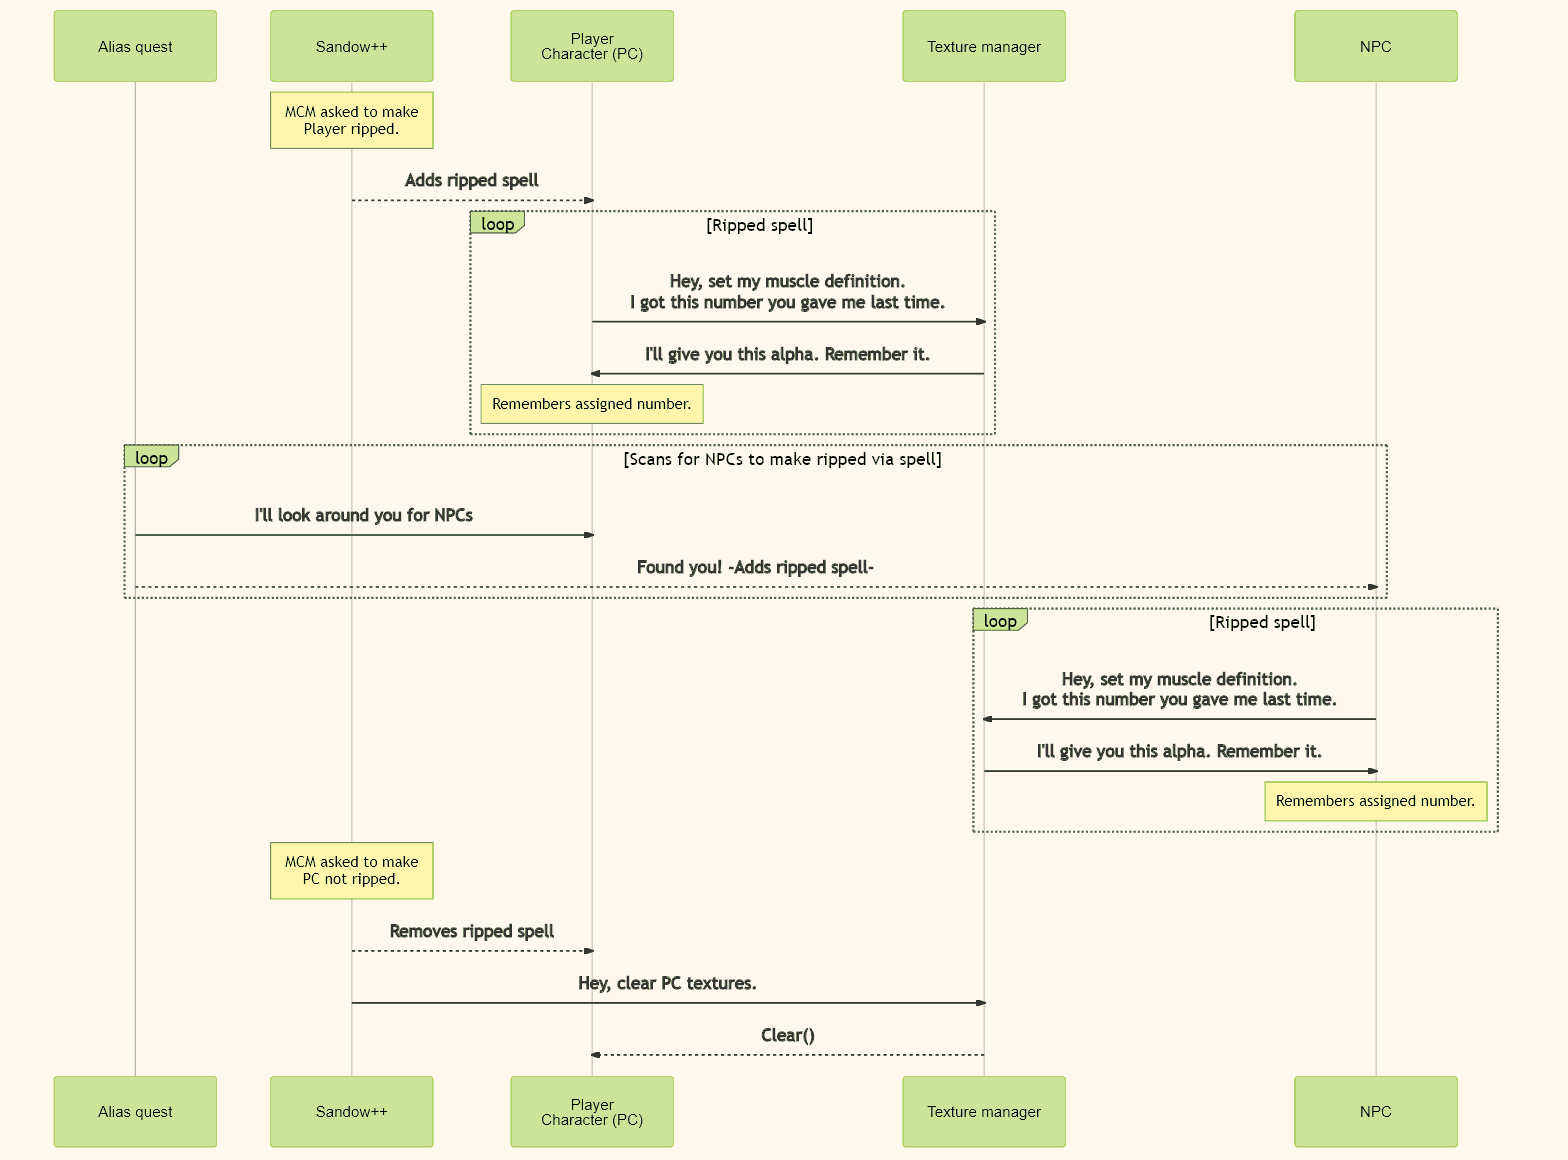 Alias quest
Sandow++
Player
Character (PC)
Texture manager
NPC
MCM asked to make
Player ripped.
Adds ripped spell
loop
[Ripped spell]
Hey, set my muscle definition.
I got this number you gave me last time.
I'll give you this alpha. Remember it.
Remembers assigned number.
loop
[Scans for NPCs to make ripped via spell]
I'll look around you for NPCs
Found you! -Adds ripped spell-
loop
[Ripped spell]
Hey, set my muscle definition.
I got this number you gave me last time.
I'll give you this alpha. Remember it.
Remembers assigned number.
MCM asked to make
PC not ripped.
Removes ripped spell
Hey, clear PC textures.
Clear()
Alias quest
Sandow++
Player
Character (PC)
Texture manager
NPC